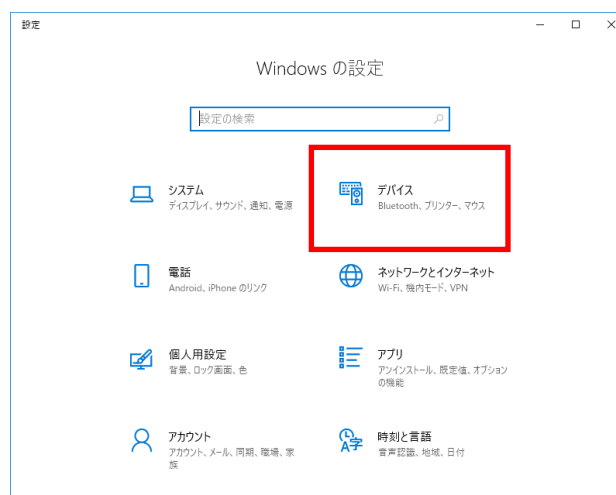 設定
Windows の設定
設定の検索
システム
ディスプレイ、サウンド、通知、電源
デバイス
Bluetooth、プリンター、マウス
電話
Android、iPhone のリンク
ネットワークとインターネット
Wi-Fi、機内モード、VPN
個人用設定
背景、ロック画面、色
アプリ
アンインストール、既定値、オプション
の機能
アカウント
アカウント、メール、同期、職場、家
族
時刻と言語
音声認識、地域、日付